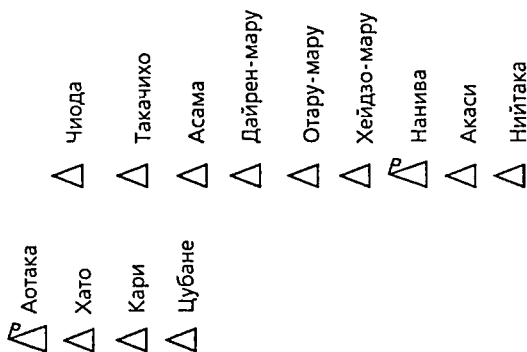 Аотака
Хато
Кари
Цубане
Чиода
Такачихо
Асама
Дайрен-мару
Отару-мару
Хейдзо-мару
Нанива
Акаси
Нийтака